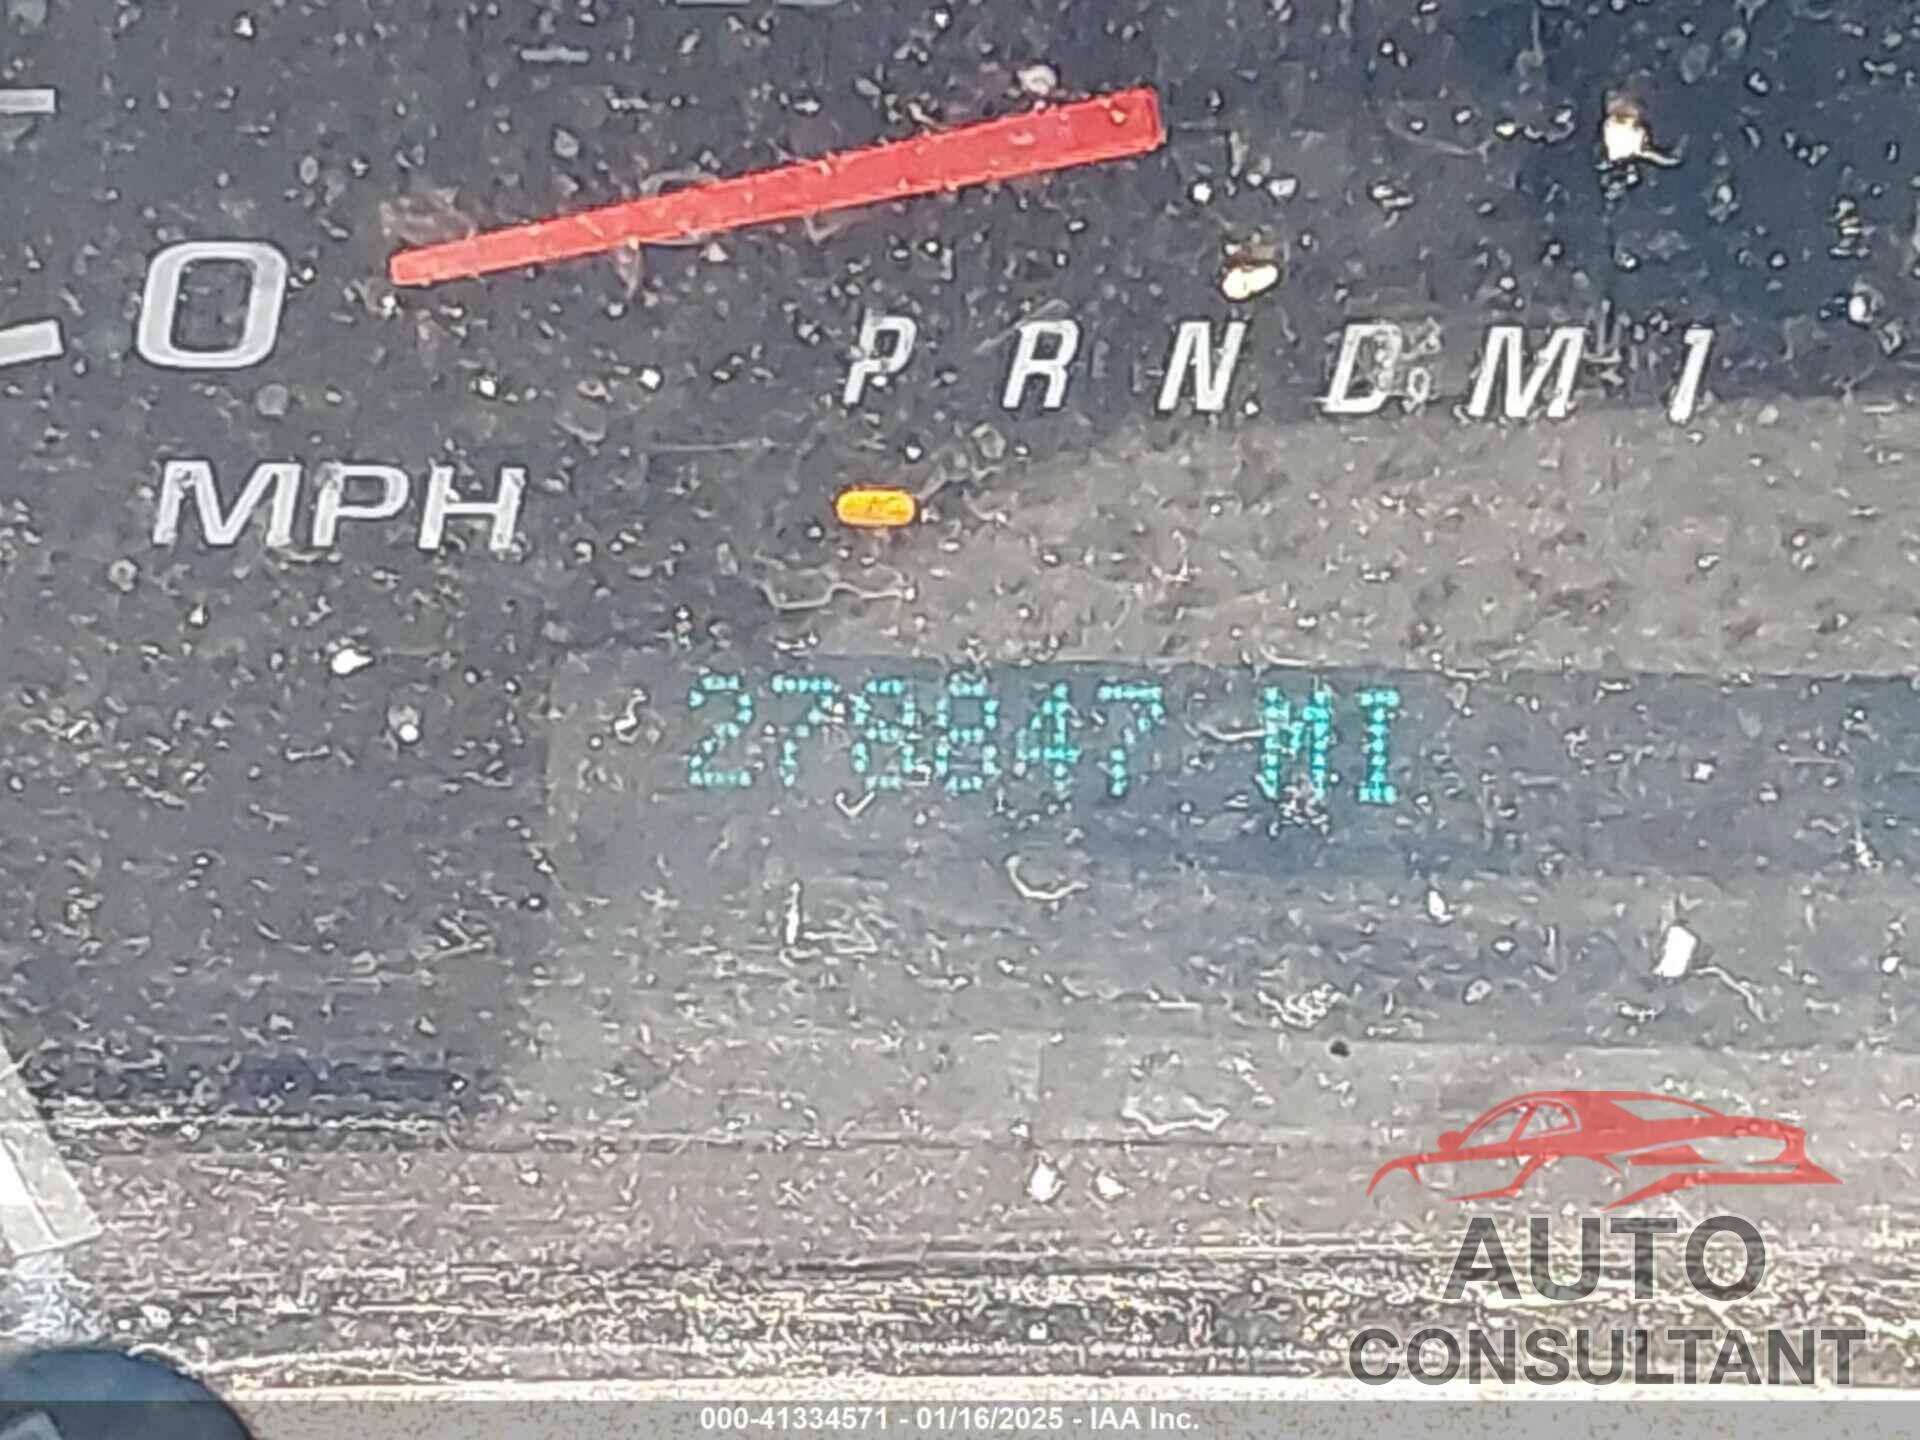 0
P R N D M 1
MPH
278847 MI
AUTO
CONSULTANT
000-41334571 - 01/16/2025 - IAA Inc.